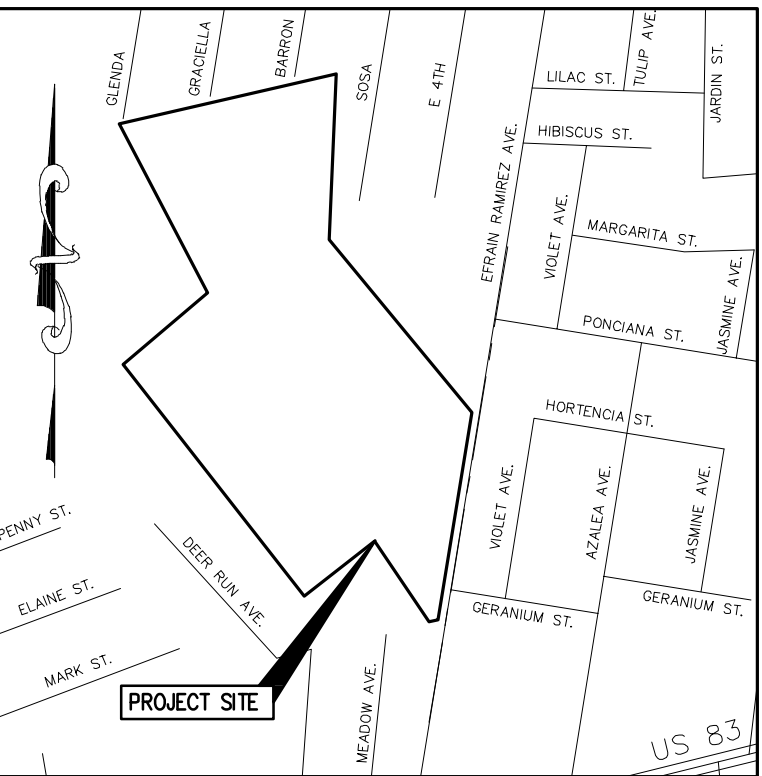 GLENDA
GRACIELLA
BARRON
SOSA
E 4TH
EFRAIN RAMIREZ AVE.
LILAC ST.
TULIP AVE.
JARDIN ST.
HIBISCUS ST.
VIOLET AVE.
MARGARITA ST.
JASMINE AVE.
PONCIANA ST.
HORTENCIA ST.
VIOLET AVE.
AZALEA AVE.
JASMINE AVE.
GERANIUM ST.
GERANIUM ST.
PENNY ST.
ELAINE ST.
MARK ST.
DEER RUN AVE.
PROJECT SITE
MEADOW AVE.
US 83